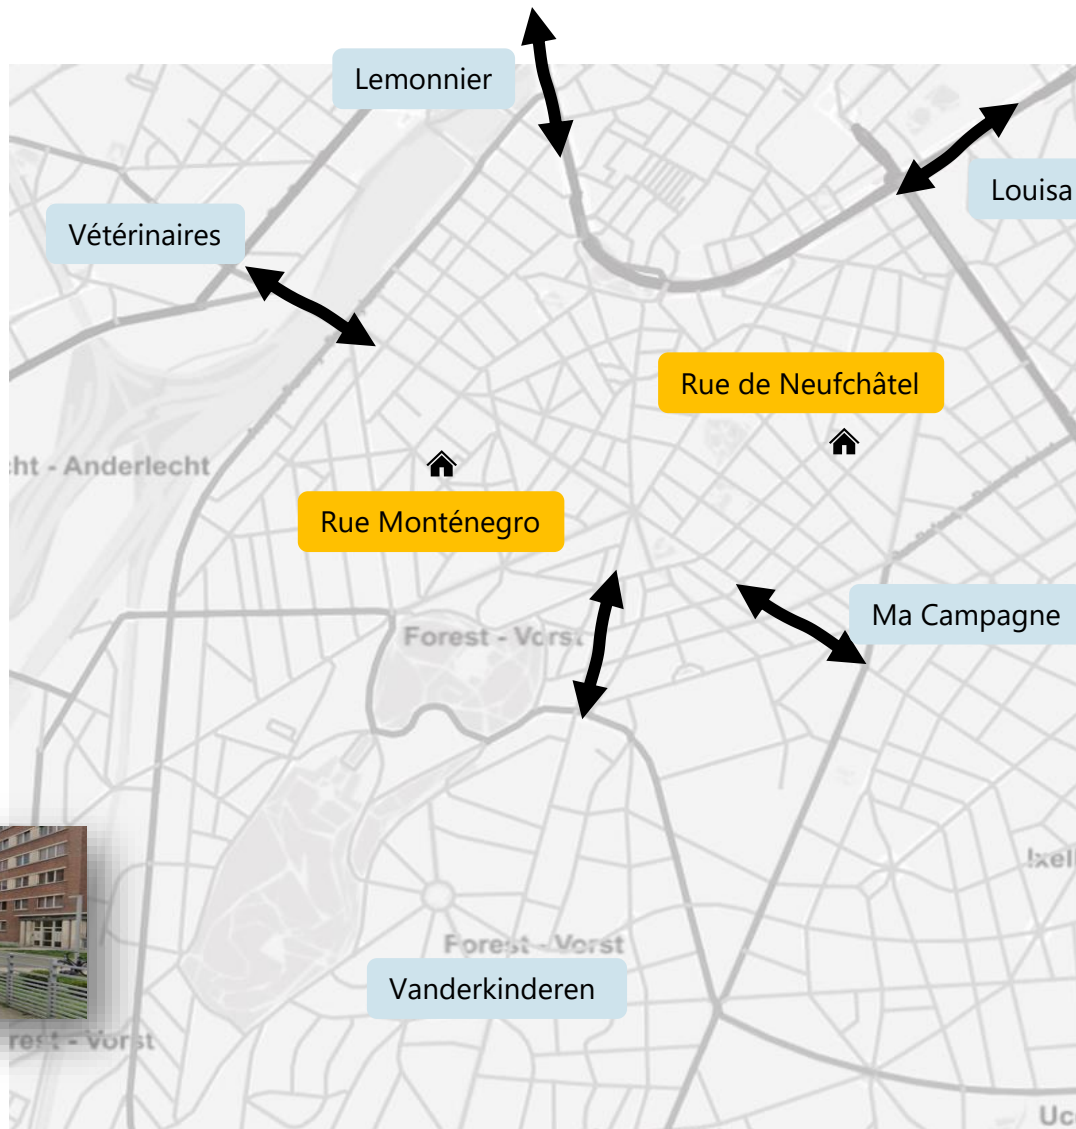 Lemonnier
Louisa
Vétérinaires
Rue de Neufchâtel
ht - Anderlecht
Rue Monténegro
Ma Campagne
Forest - Vorst
Ixell
Forest - Vorst
Vanderkinderen
rest - Vorst
Uc